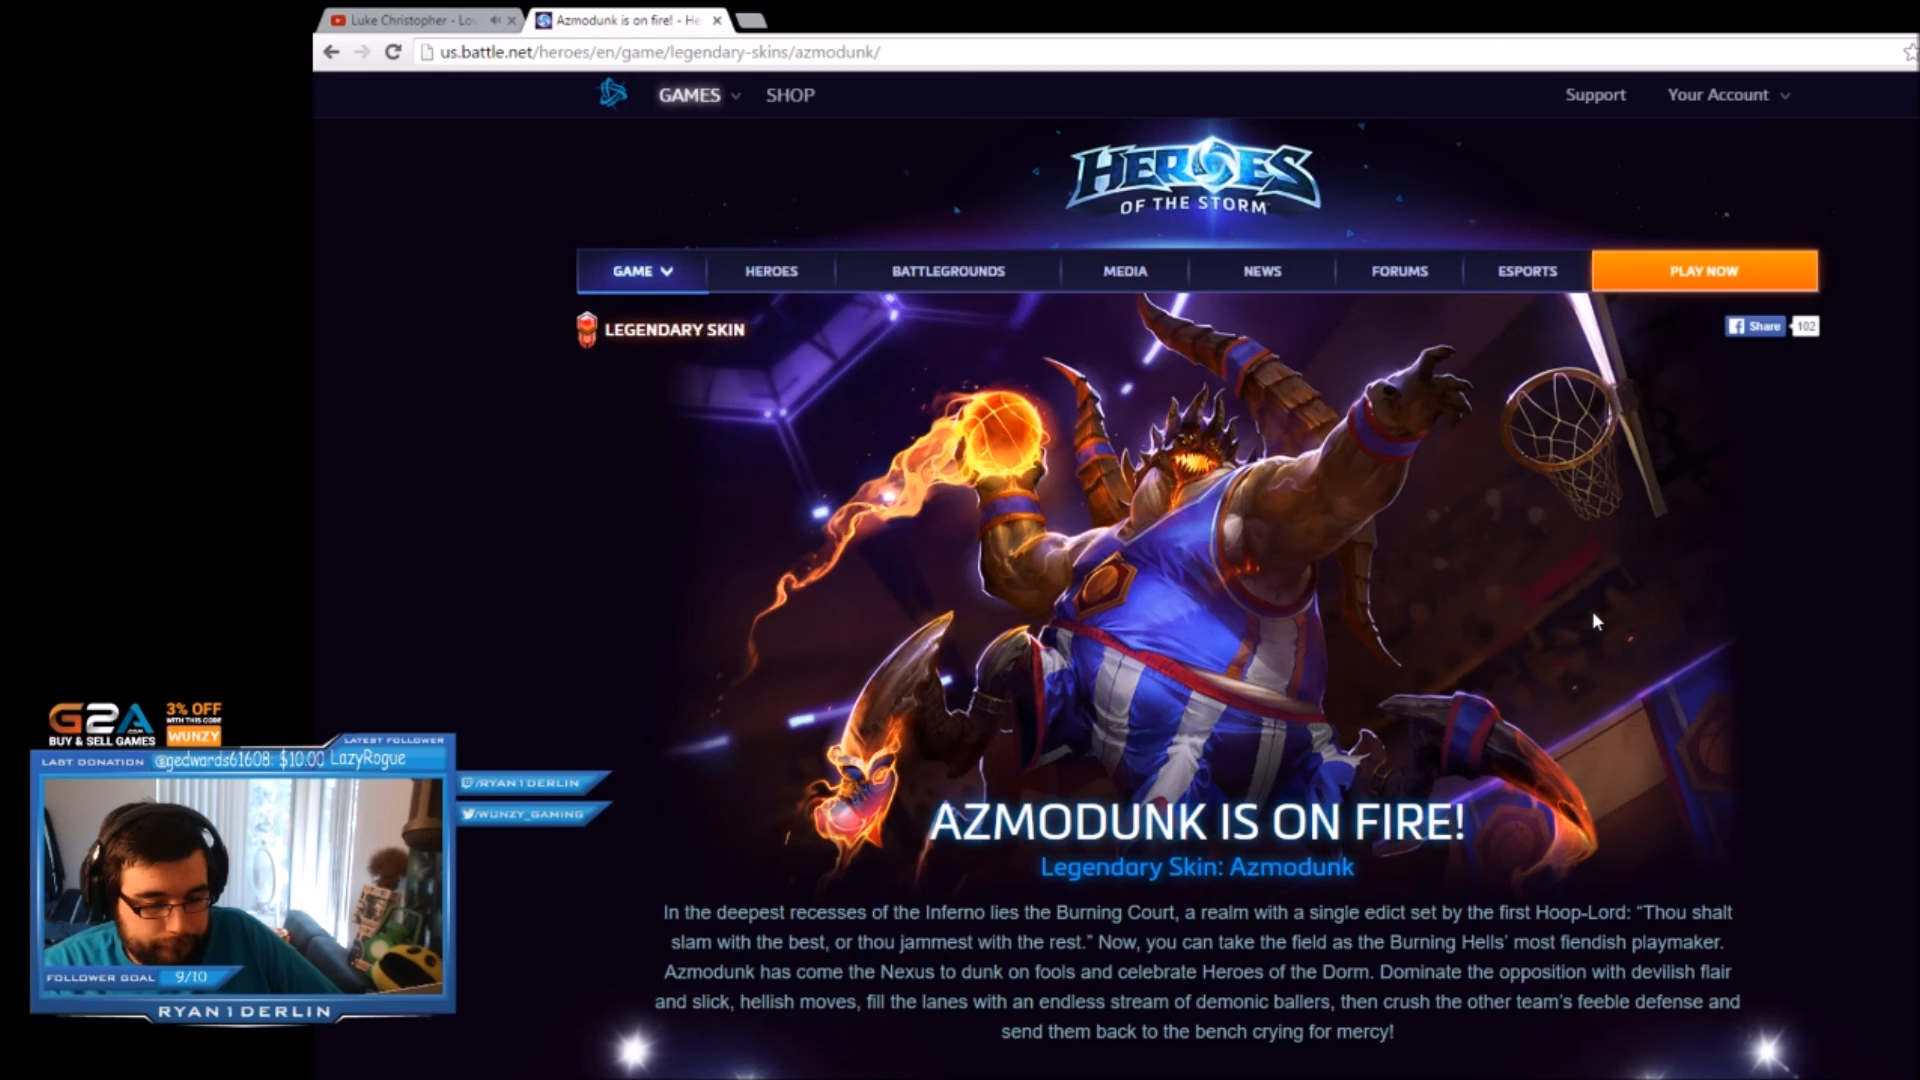 Luke Christopher - Lov
Azmodunk is on fire! - He
us.battle.net/heroes/en/game/legendary-skins/azmodunk/
GAMES SHOP Support Your Account
HEROES
OF THE STORM
GAME HEROES BATTLEGROUNDS MEDIA NEWS FORUMS ESPORTS PLAY NOW
LEGENDARY SKIN
Share 102
AZMODUNK IS ON FIRE!
Legendary Skin: Azmodunk
In the deepest recesses of the Inferno lies the Burning Court, a realm with a single edict set by the first Hoop-Lord: “Thou shalt
slam with the best, or thou jammest with the rest.” Now, you can take the field as the Burning Hells’ most fiendish playmaker.
Azmodunk has come the Nexus to dunk on fools and celebrate Heroes of the Dorm. Dominate the opposition with devilish flair
and slick, hellish moves, fill the lanes with an endless stream of demonic ballers, then crush the other team’s feeble defense and
send them back to the bench crying for mercy!
G2A.COM
BUY & SELL GAMES
3% OFF
WITH THIS CODE
WUNZY
LATEST FOLLOWER
LAST DONATION @gedwards61608: $10.00 LazyRogue
/RYAN1DERLIN
/WUNZY_GAMING
FOLLOWER GOAL 9/10
RYAN1DERLIN